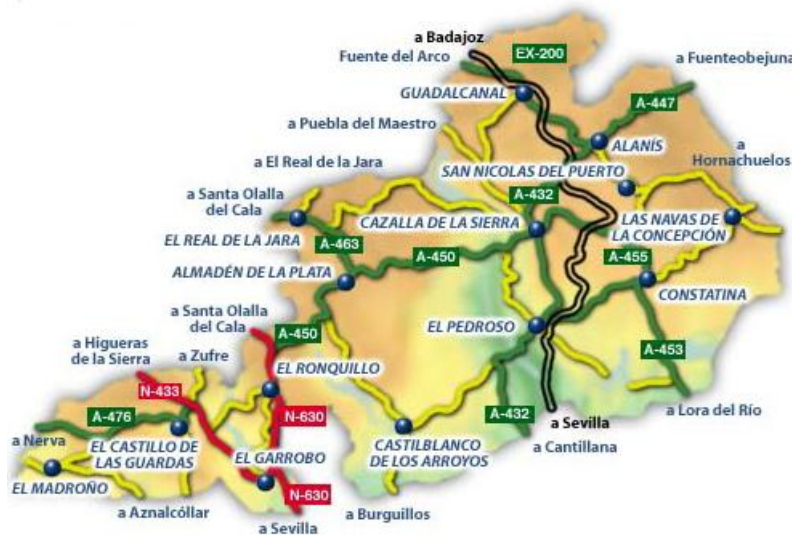 a Badajoz
EX-200
Fuente del Arco
a Fuenteobejuna
GUADALCANAL
A-447
a Puebla del Maestro
ALANÍS
a
Hornachuelos
a El Real de la Jara
SAN NICOLAS DEL PUERTO
a Santa Olalla
del Cala
A-432
CAZALLA DE LA SIERRA
LAS NAVAS DE
LA CONCEPCIÓN
EL REAL DE LA JARA
A-463
A-450
A-455
ALMADÉN DE LA PLATA
CONSTATINA
a Santa Olalla
del Cala
A-450
EL PEDROSO
a Higueras
de la Sierra
a Zufre
A-453
EL RONQUILLO
N-433
A-476
N-630
A-432
a Sevilla
a Lora del Río
a Nerva
EL CASTILLO DE
LAS GUARDAS
CASTILBLANCO
DE LOS ARROYOS
a Cantillana
EL GARROBO
EL MADROÑO
N-630
a Aznalcóllar
a Sevilla
a Burguillos